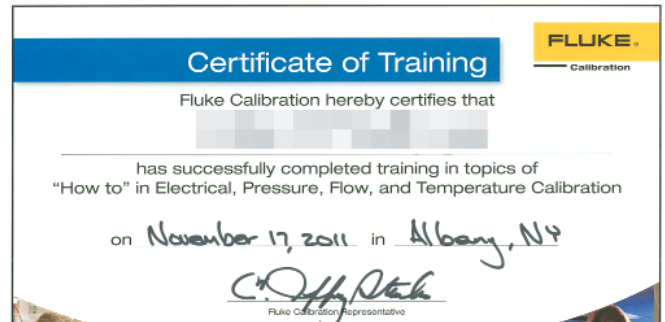 FLUKE®
Calibration
Certificate of Training
Fluke Calibration hereby certifies that
has successfully completed training in topics of
“How to” in Electrical, Pressure, Flow, and Temperature Calibration
on November 17, 2011 in Albany, NY
Fluke Calibration Representative